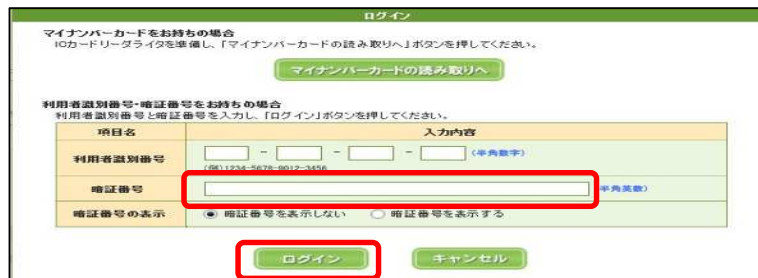 ログイン
マイナンバーカードをお持ちの場合
ICカードリーダライタを準備し、「マイナンバーカードの読み取りへ」ボタンを押してください。
マイナンバーカードの読み取りへ
利用者識別番号・暗証番号をお持ちの場合
利用者識別番号と暗証番号を入力し、「ログイン」ボタンを押してください。
項目名 入力内容
利用者識別番号 - - - (半角数字)
(例)1234-5678-9012-3456
暗証番号 半角英数)
暗証番号の表示 暗証番号を表示しない 暗証番号を表示する
ログイン キャンセル